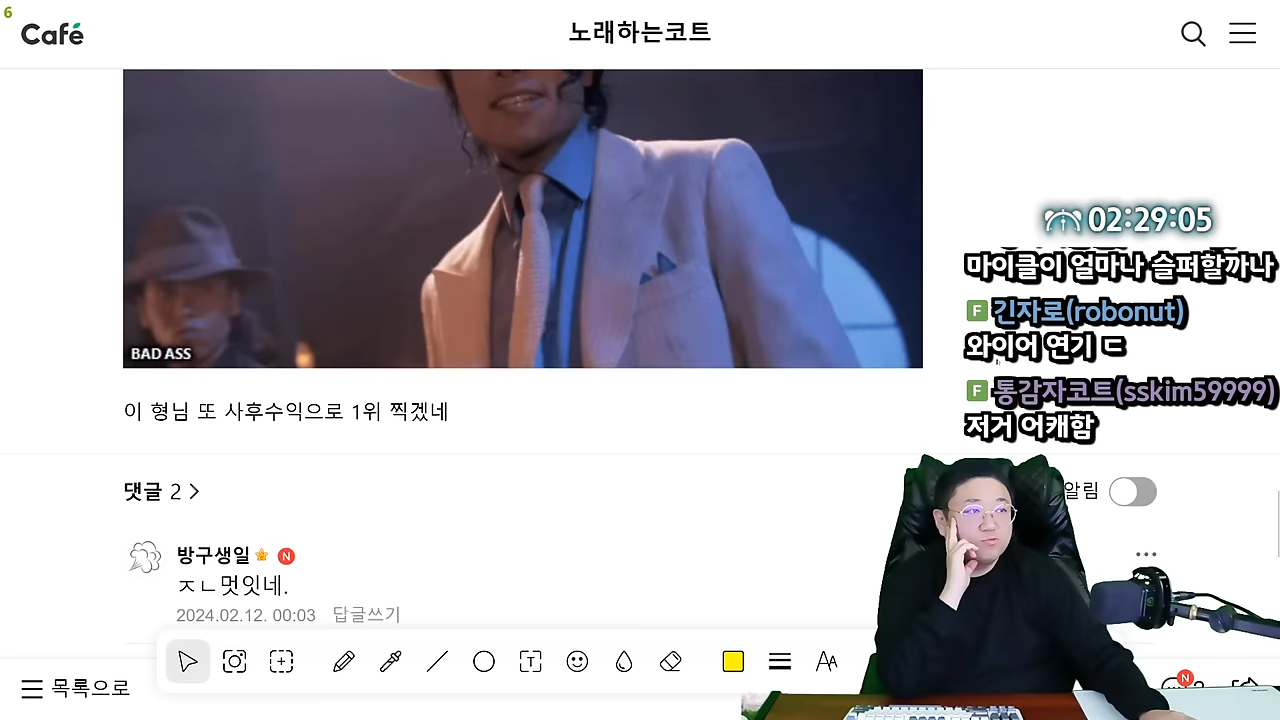 6
Café
노래하는코트
BAD ASS
이 형님 또 사후수익으로 1위 찍겠네
댓글 2
알림
방구생일 N
ㅈㄴ멋잇네.
2024.02.12. 00:03 답글쓰기
목록으로
T
AA
N
02:29:05
마이클이 얼마나 슬퍼할까나
F 긴자로(robonut)
와이어 연기 ㄷ
F 통감자코트(sskim59999)
저거 어캐함